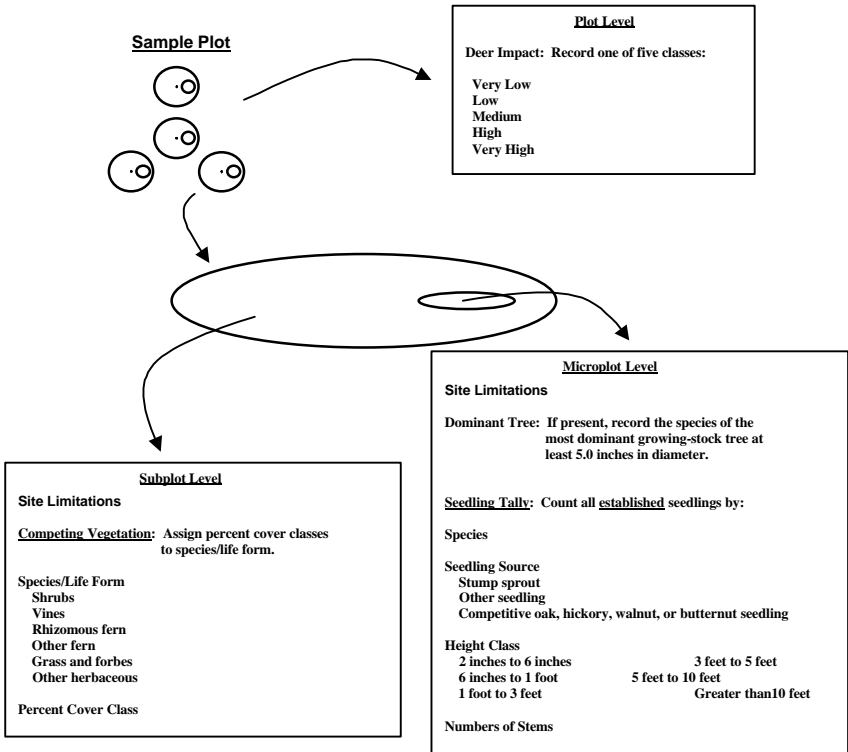 Sample Plot
Plot Level
Deer Impact: Record one of five classes:
Very Low
Low
Medium
High
Very High
Subplot Level
Site Limitations
Competing Vegetation: Assign percent cover classes
to species/life form.
Species/Life Form
Shrubs
Vines
Rhizomous fern
Other fern
Grass and forbes
Other herbaceous
Percent Cover Class
Microplot Level
Site Limitations
Dominant Tree: If present, record the species of the
most dominant growing-stock tree at
least 5.0 inches in diameter.
Seedling Tally: Count all established seedlings by:
Species
Seedling Source
Stump sprout
Other seedling
Competitive oak, hickory, walnut, or butternut seedling
Height Class
2 inches to 6 inches 3 feet to 5 feet
6 inches to 1 foot 5 feet to 10 feet
1 foot to 3 feet Greater than10 feet
Numbers of Stems